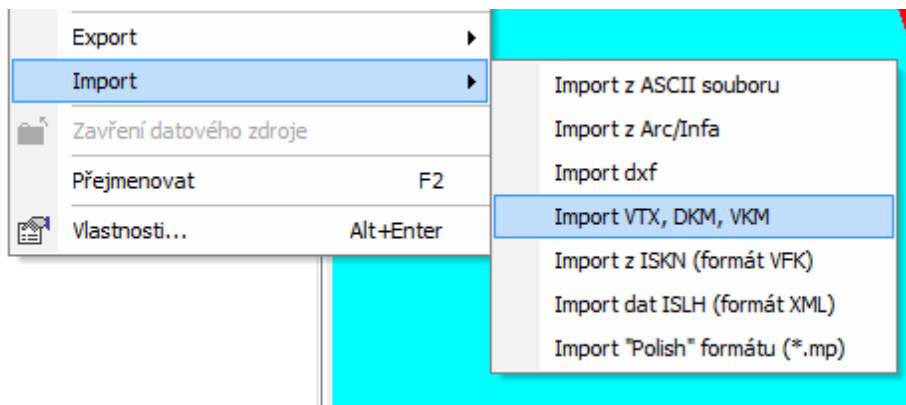 Export
Import
Zavření datového zdroje
Přejmenovat F2
Vlastnosti... Alt+Enter
Import z ASCII souboru
Import z Arc/Infa
Import dxf
Import VTX, DKM, VKM
Import z ISKN (formát VFK)
Import dat ISLH (formát XML)
Import "Polish" formátu (*.mp)